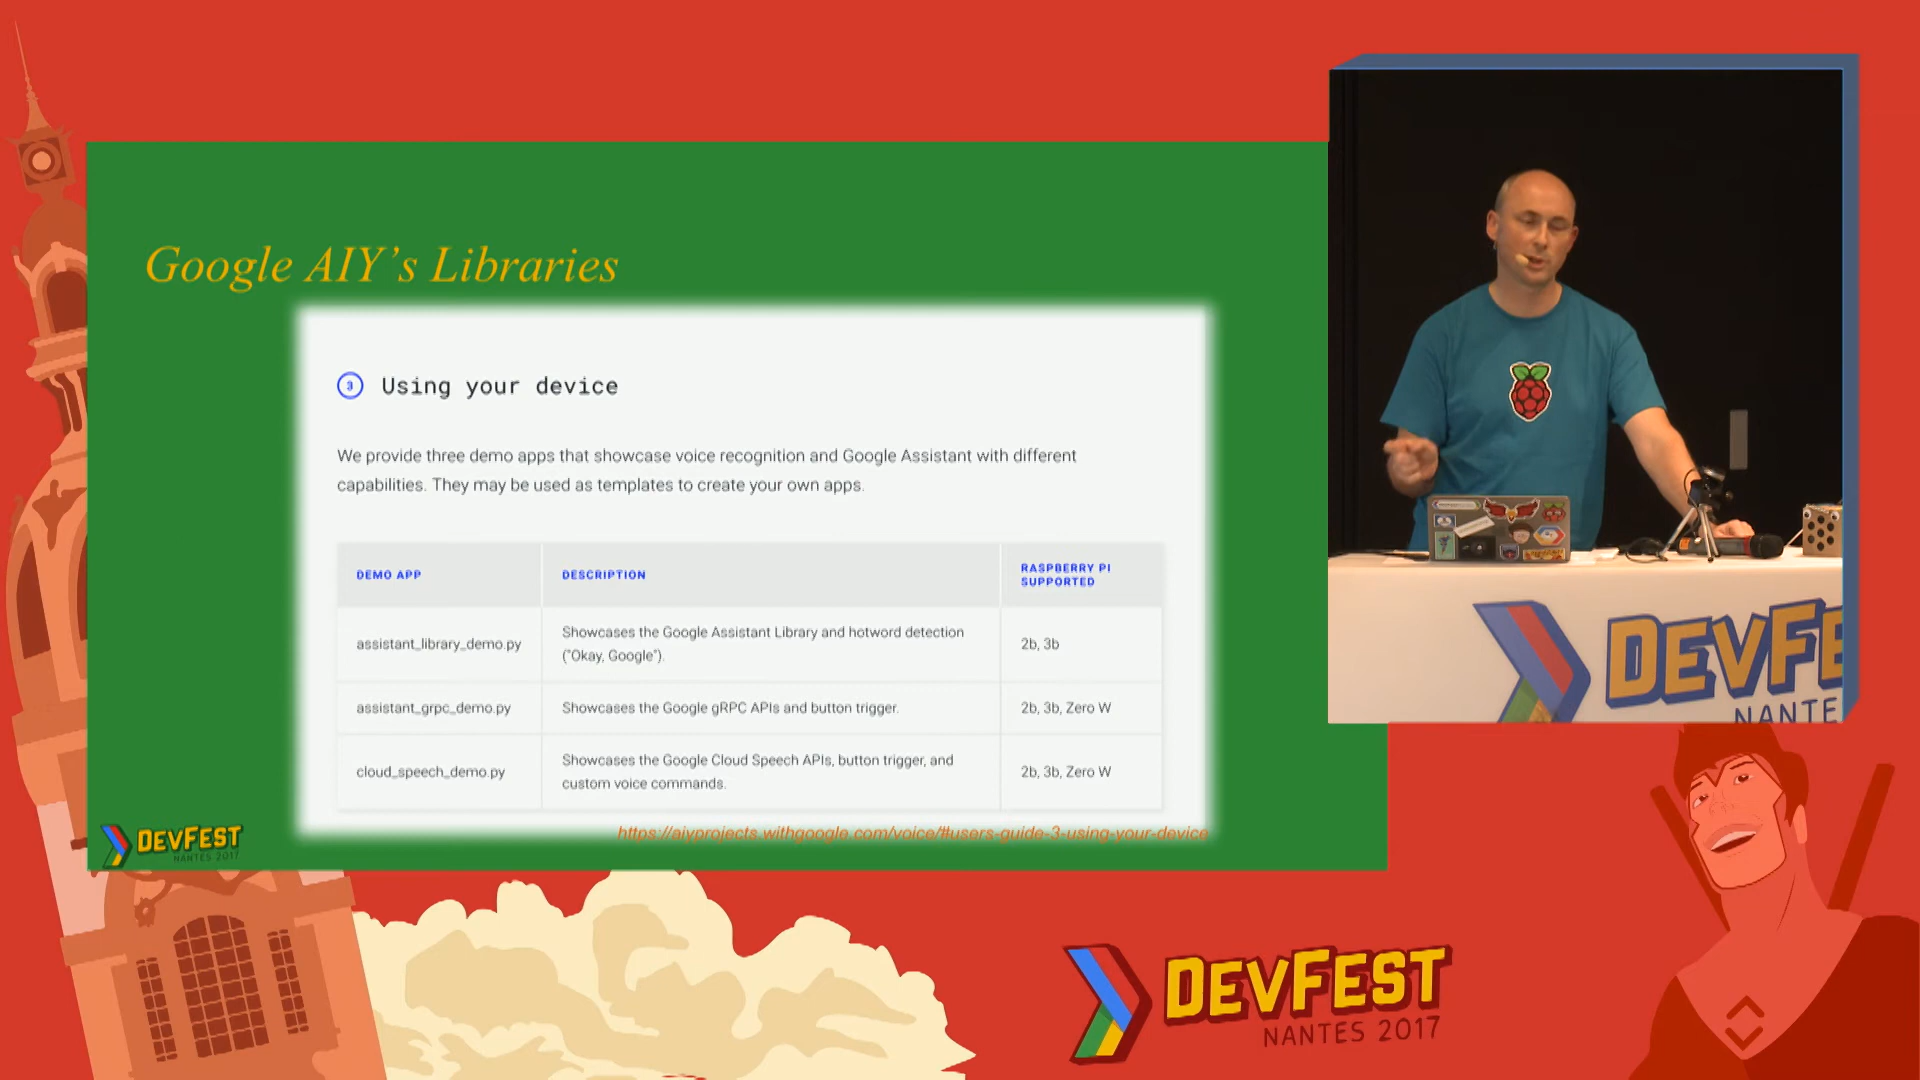 Google AIY’s Libraries
3 Using your device
We provide three demo apps that showcase voice recognition and Google Assistant with different
capabilities. They may be used as templates to create your own apps.
DEMO APP
DESCRIPTION
RASPBERRY PI
SUPPORTED
assistant_library_demo.py
Showcases the Google Assistant Library and hotword detection
("Okay, Google").
2b, 3b
assistant_grpc_demo.py
Showcases the Google gRPC APIs and button trigger.
2b, 3b, Zero W
cloud_speech_demo.py
Showcases the Google Cloud Speech APIs, button trigger, and
custom voice commands.
2b, 3b, Zero W
https://aiyprojects.withgoogle.com/voice/#users-guide-3-using-your-device
DEVFEST
NANTES 2017
DEVFE
NANTE
DEVFEST
NANTES 2017